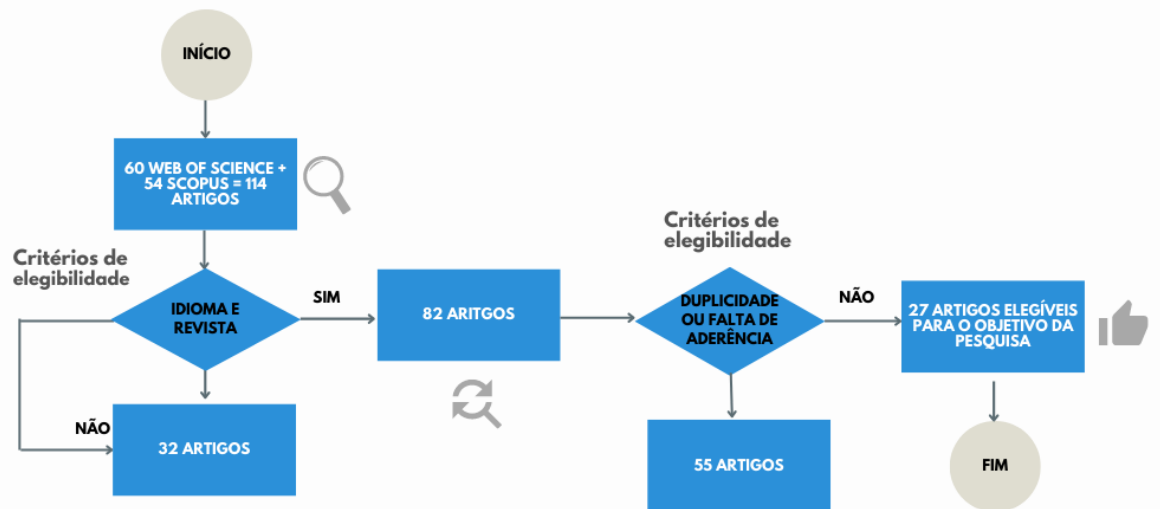 INÍCIO
60 WEB OF SCIENCE +
54 SCOPUS = 114
ARTIGOS
Critérios de
elegibilidade
IDIOMA E
REVISTA
SIM
82 ARITGOS
NÃO
32 ARTIGOS
Critérios de
elegibilidade
DUPLICIDADE
OU FALTA DE
ADERÊNCIA
NÃO
27 ARTIGOS ELEGÍVEIS
PARA O OBJETIVO DA
PESQUISA
55 ARTIGOS
FIM